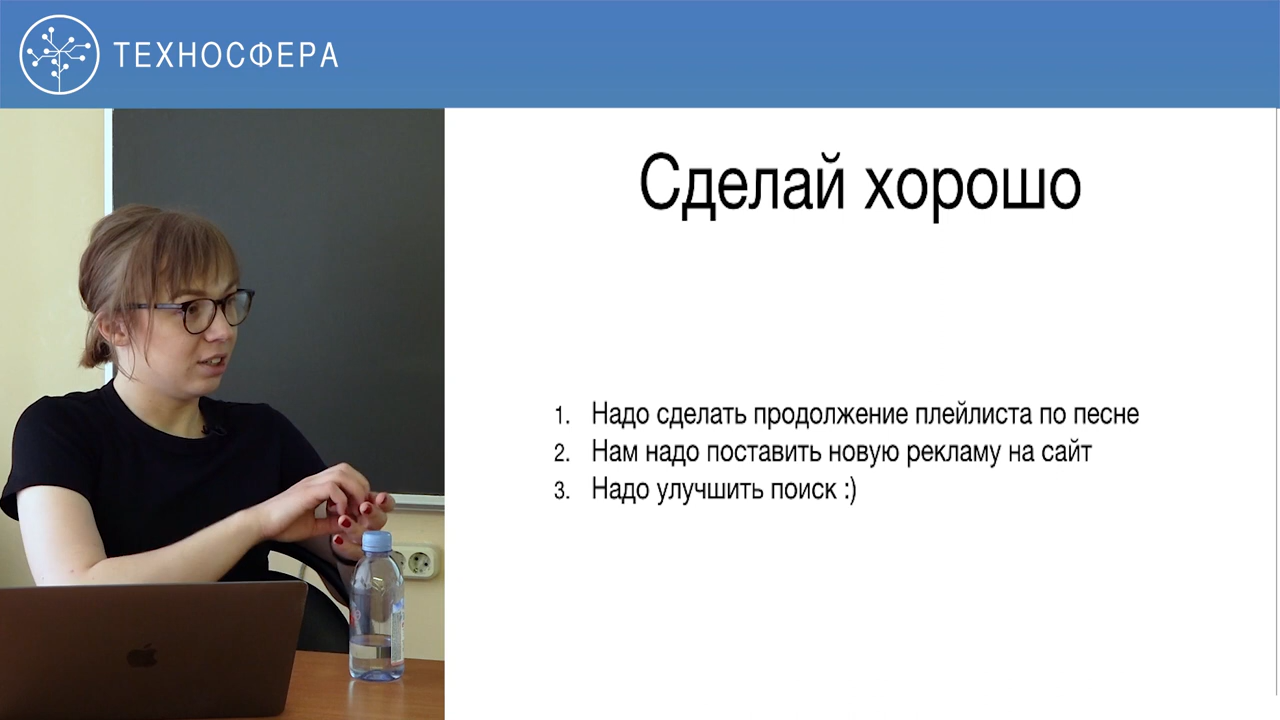 ТЕХНОСФЕРА
Сделай хорошо
1. Надо сделать продолжение плейлиста по песне
2. Нам надо поставить новую рекламу на сайт
3. Надо улучшить поиск :)